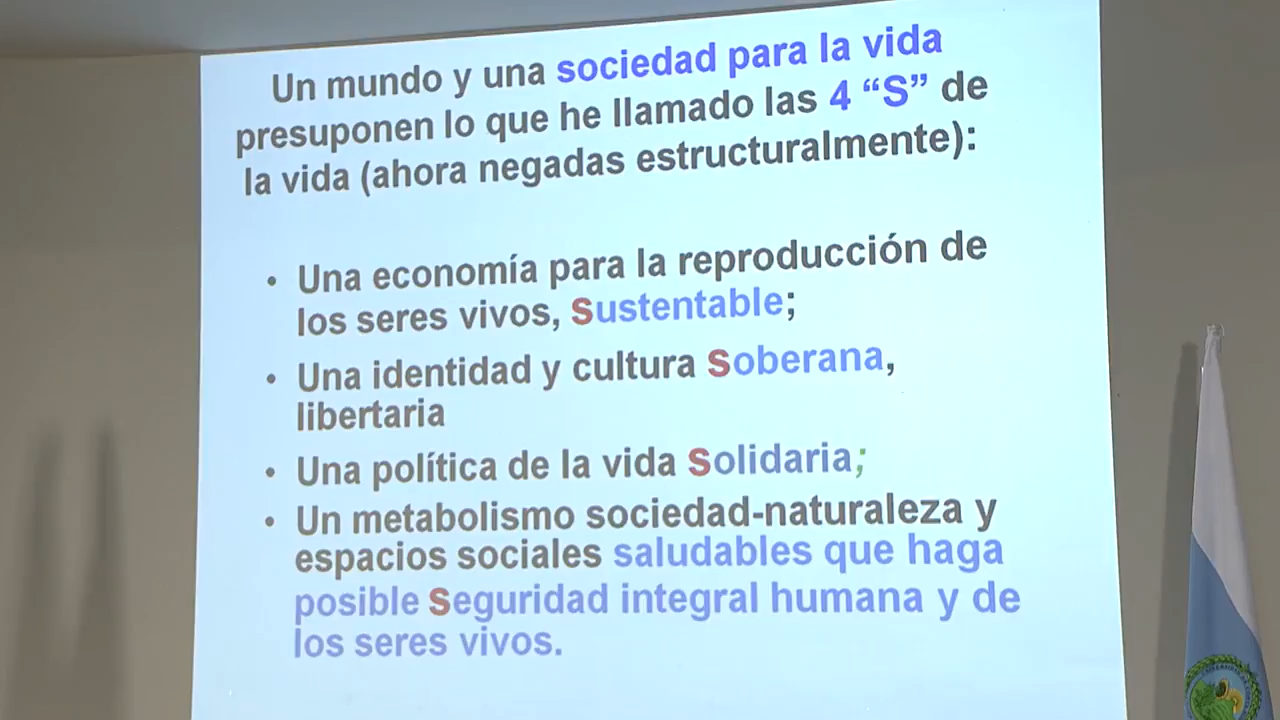 Un mundo y una sociedad para la vida
presuponen lo que he llamado las 4 “S” de
la vida (ahora negadas estructuralmente):
• Una economía para la reproducción de
los seres vivos, Sustentable;
• Una identidad y cultura Soberana,
libertaria
• Una política de la vida Solidaria;
• Un metabolismo sociedad-naturaleza y
espacios sociales saludables que haga
posible Seguridad integral humana y de
los seres vivos.